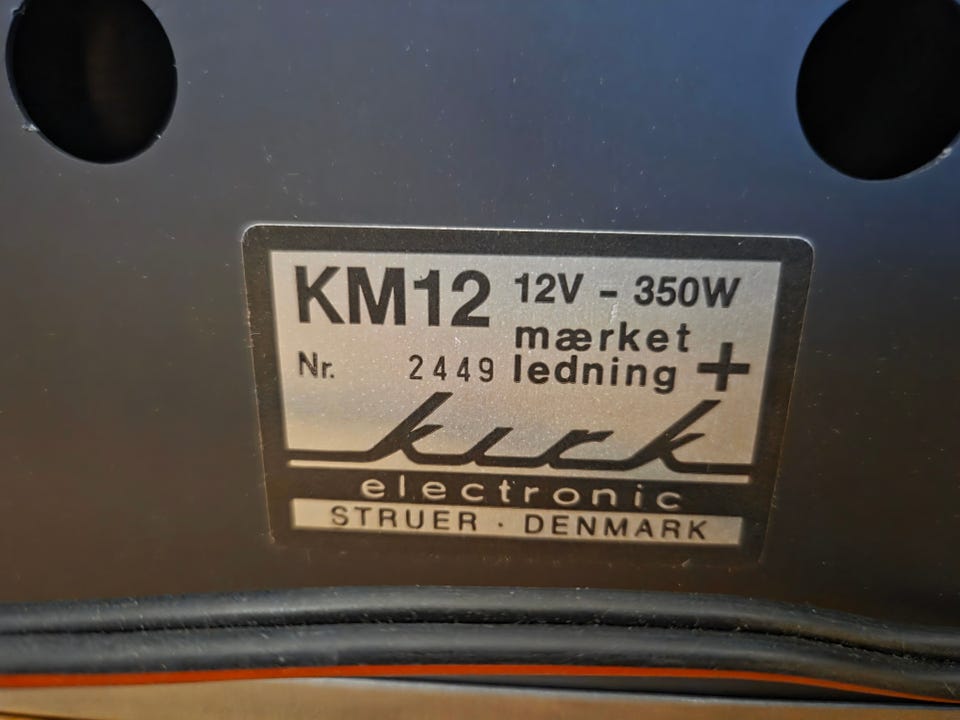 KM12 12V - 350W
mærket
Nr. 2449 ledning +
kirk
electronic
STRUER · DENMARK